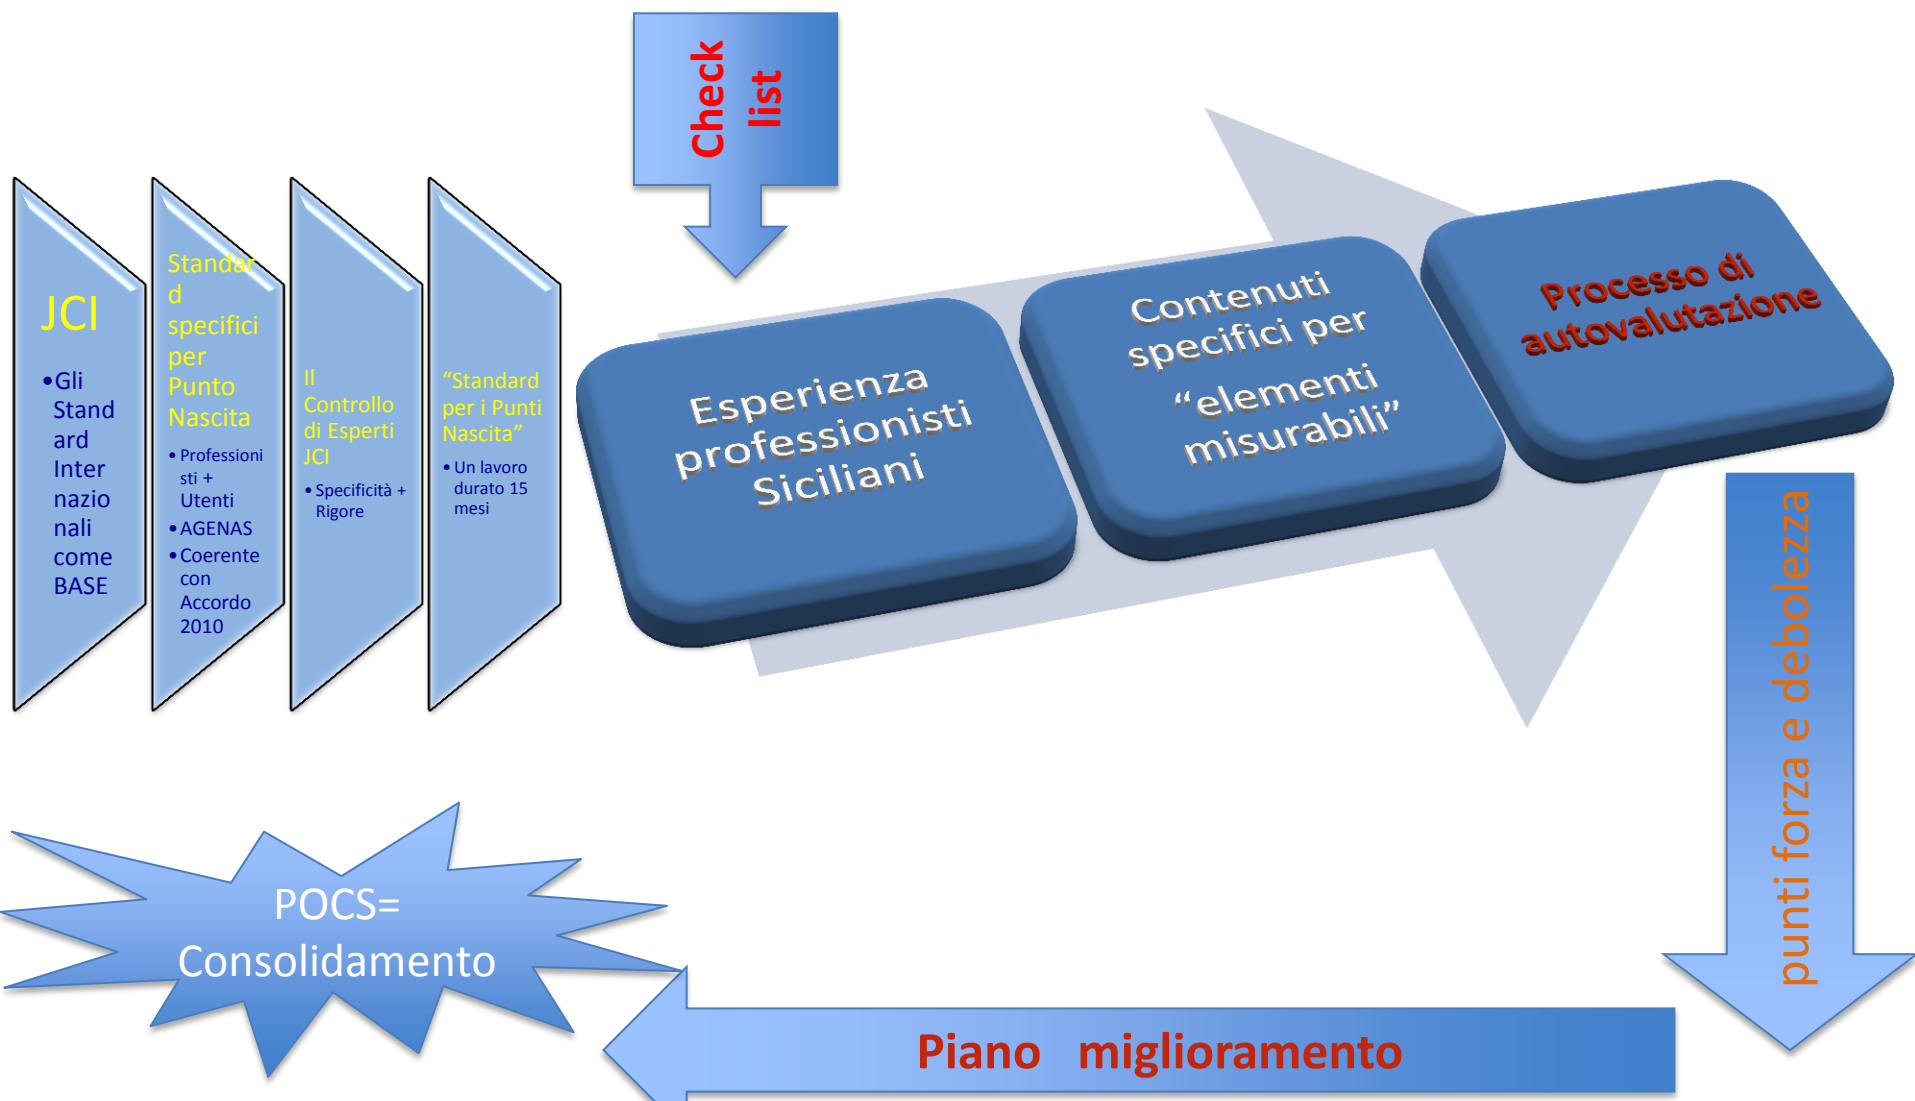 Check
list
JCI
•Gli
Stand
ard
Inter
nazio
nali
come
BASE
Standar
d
specifici
per
Punto
Nascita
• Professioni
sti +
Utenti
• AGENAS
• Coerente
con
Accordo
2010
Il
Controllo
di Esperti
JCI
• Specificità +
Rigore
“Standard
per i Punti
Nascita”
• Un lavoro
durato 15
mesi
Esperienza
professionisti
Siciliani
Contenuti
specifici per
“elementi
misurabili”
Processo di
autovalutazione
punti forza e debolezza
Piano miglioramento
POCS=
Consolidamento